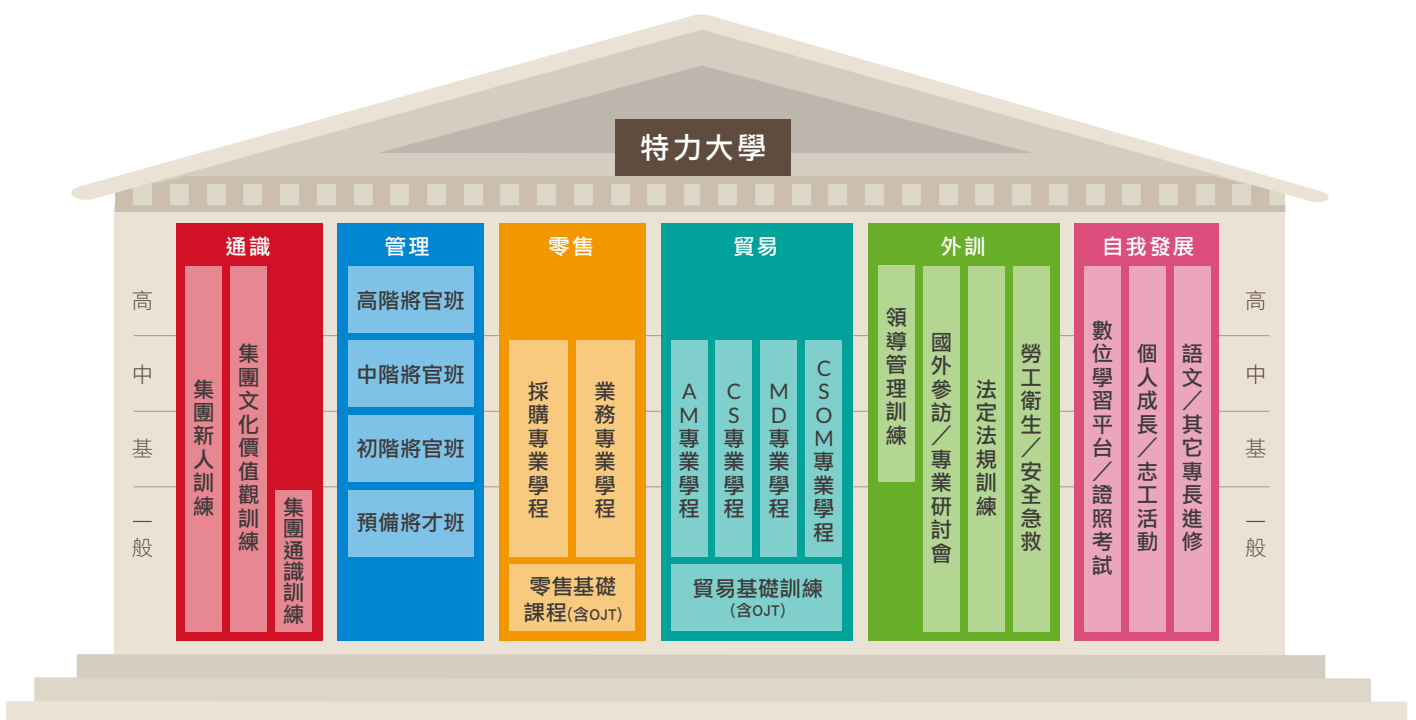 特力大學
高
中
基
一般
通識
集團新人訓練
集團文化價值觀訓練
集團通識訓練
管理
高階將官班
中階將官班
初階將官班
預備將才班
零售
採購專業學程
業務專業學程
零售基礎
課程(含OJT)
貿易
AM專業學程
CS專業學程
MD專業學程
CSOM專業學程
貿易基礎訓練
(含OJT)
外訓
領導管理訓練
國外參訪／專業研討會
法定法規訓練
勞工衛生／安全急救
自我發展
數位學習平台／證照考試
個人成長／志工活動
語文／其它專長進修
高
中
基
一般